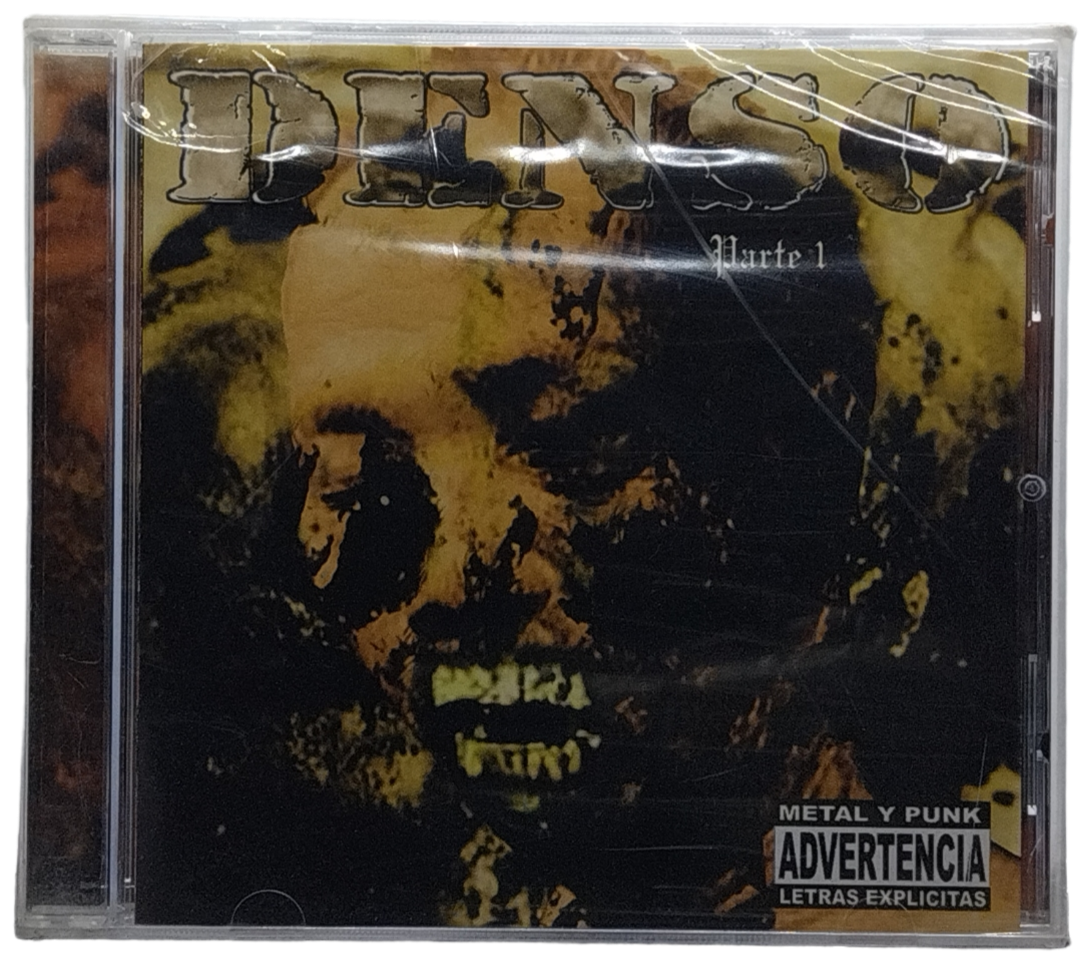 DENSO
Parte 1
METAL Y PUNK
ADVERTENCIA
LETRAS EXPLICITAS